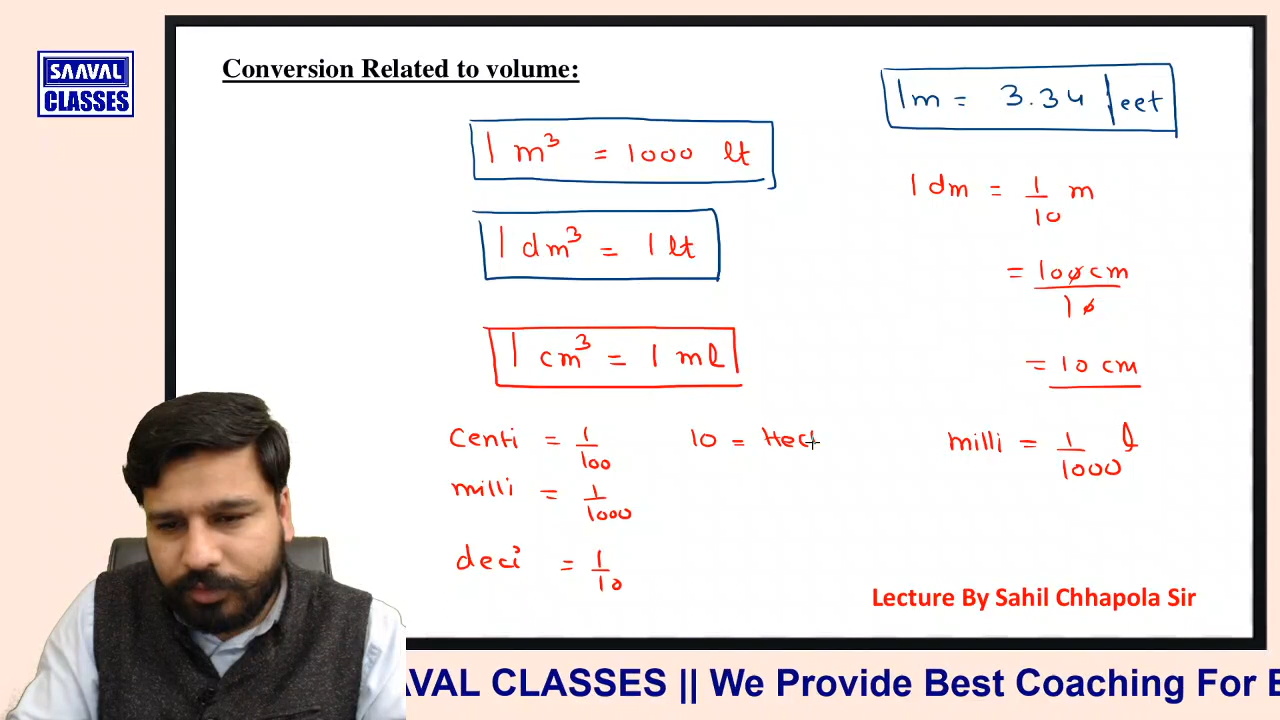 SAAVAL
CLASSES
Conversion Related to volume:
1 m = 3.34 feet
1 m³ = 1000 lt
1 dm³ = 1 lt
1 cm³ = 1 ml
1 dm = 1/10 m
= 100 cm / 10
= 10 cm
Centi = 1/100
10 = Hect
milli = 1/1000 l
milli = 1/1000
deci = 1/10
Lecture By Sahil Chhapola Sir
AVAL CLASSES || We Provide Best Coaching For E